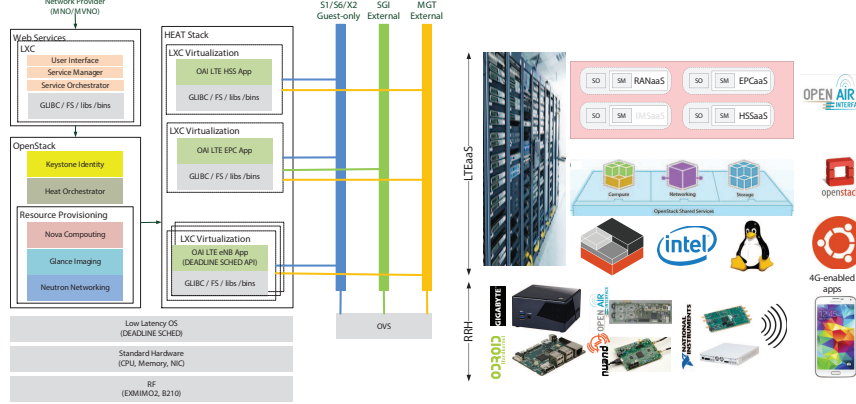 Network Provider
(MNO/MVNO)
Web Services
LXC
User Interface
Service Manager
Service Orchestrator
GLIBC / FS / libs /bins
OpenStack
Keystone Identity
Heat Orchestrator
Resource Provisioning
Nova Compouting
Glance Imaging
Neutron Networking
HEAT Stack
LXC Virtualization
OAI LTE HSS App
GLIBC / FS / libs /bins
LXC Virtualization
OAI LTE EPC App
GLIBC / FS / libs /bins
LXC Virtualization
OAI LTE eNB App
(DEADLINE SCHED API)
GLIBC / FS / libs /bins
S1/S6/X2
Guest-only
SGI
External
MGT
External
OVS
Low Latency OS
(DEADLINE SCHED)
Standard Hardware
(CPU, Memory, NIC)
RF
(EXMIMO2, B210)
LTEaaS
SO SM RANaaS
SO SM EPCaaS
SO SM IMSaaS
SO SM HSSaaS
OPEN AIR
INTERFACE
Compure
Networking
Storage
OpenStack Shared Services
openstack
intel
4G-enabled
apps
RRH
GIGABYTE
OPEN AIR
INTERFACE
NATIONAL
INSTRUMENTS
nuand